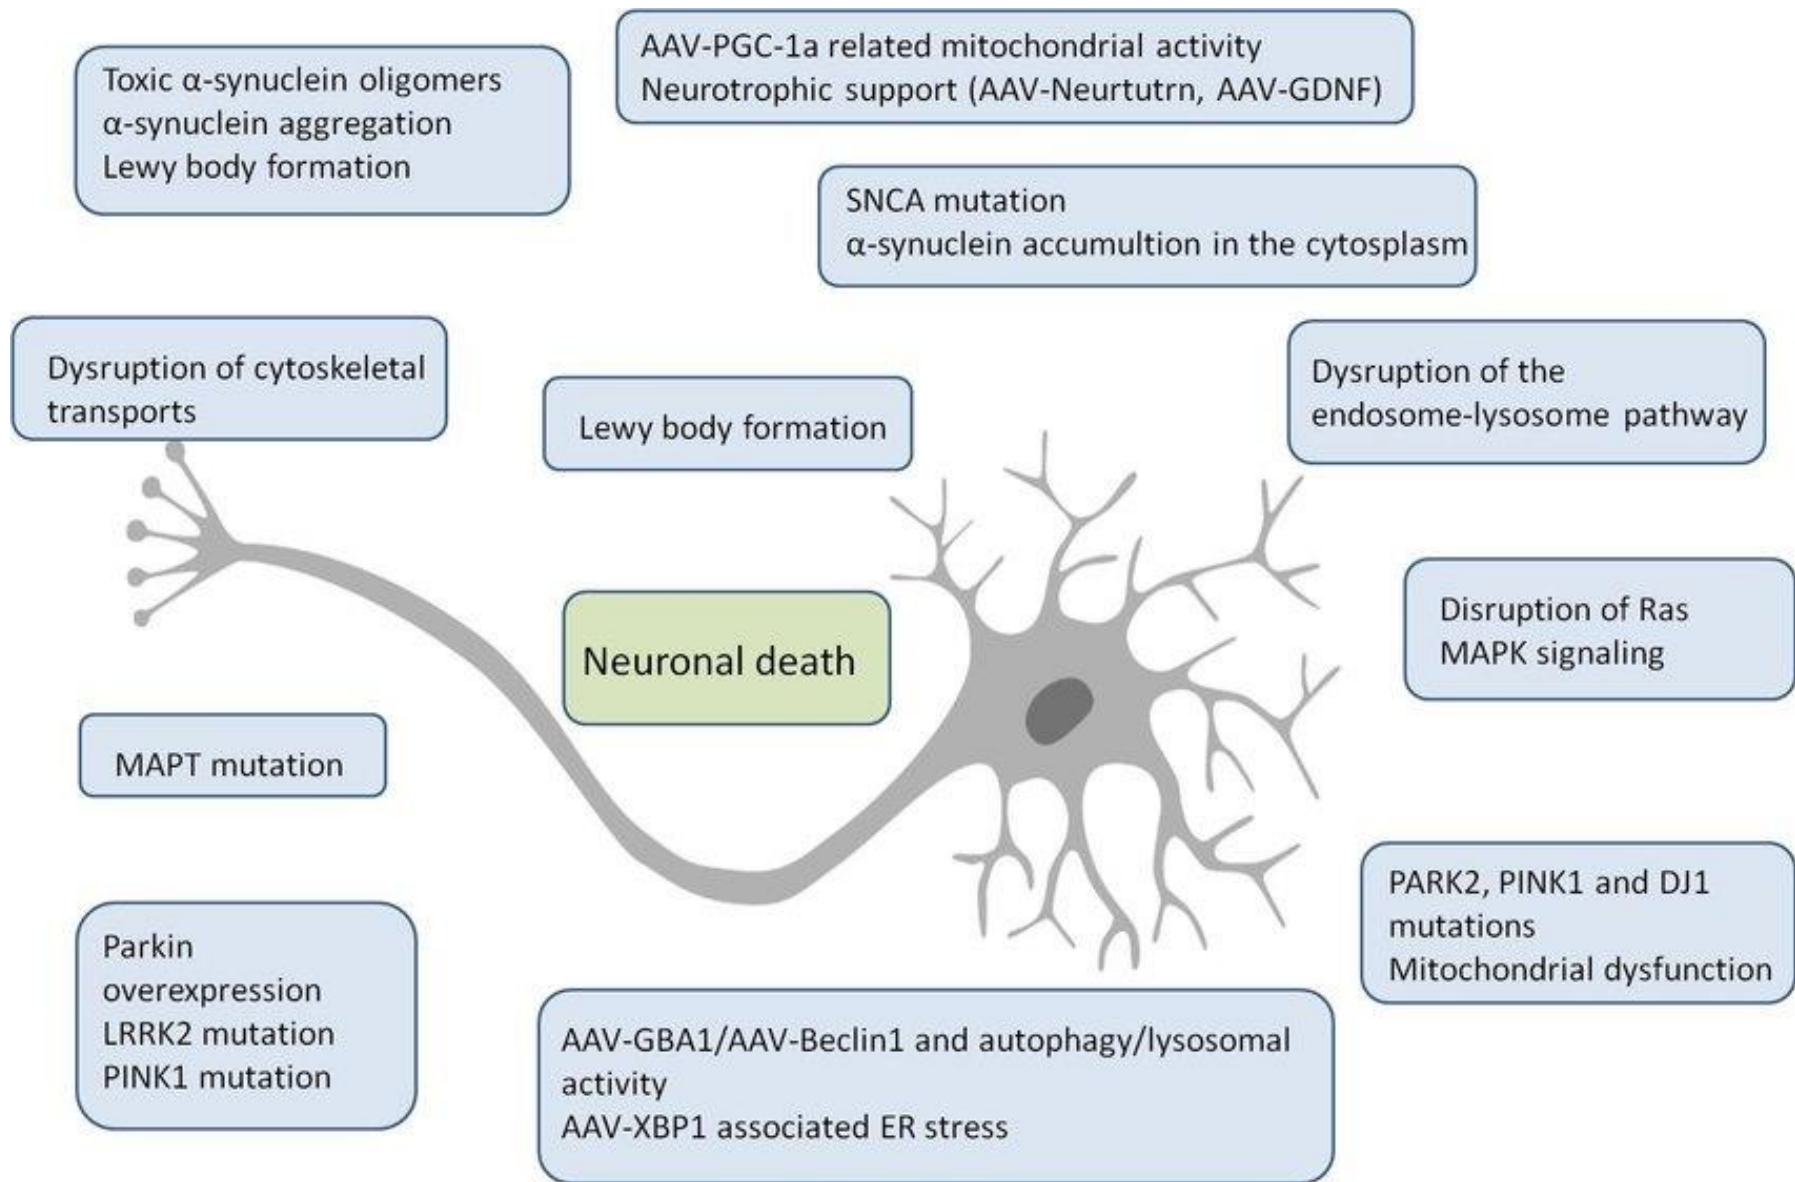 Toxic α-synuclein oligomers
α-synuclein aggregation
Lewy body formation
AAV-PGC-1a related mitochondrial activity
Neurotrophic support (AAV-Neurtutrn, AAV-GDNF)
SNCA mutation
α-synuclein accumultion in the cytosplasm
Dysruption of cytoskeletal
transports
Lewy body formation
Dysruption of the
endosome-lysosome pathway
Neuronal death
Disruption of Ras
MAPK signaling
MAPT mutation
PARK2, PINK1 and DJ1
mutations
Mitochondrial dysfunction
Parkin
overexpression
LRRK2 mutation
PINK1 mutation
AAV-GBA1/AAV-Beclin1 and autophagy/lysosomal
activity
AAV-XBP1 associated ER stress